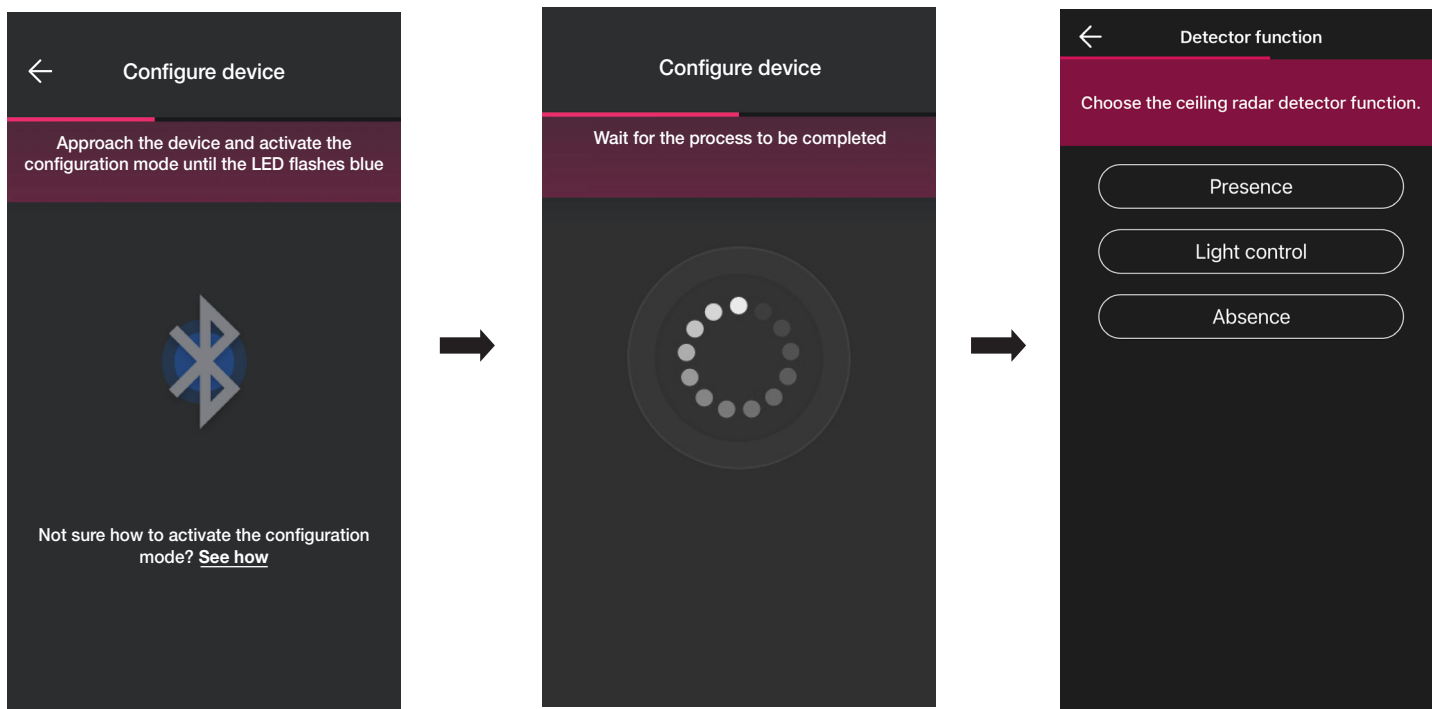 Configure device
Approach the device and activate the
configuration mode until the LED flashes blue
Not sure how to activate the configuration
mode? See how
Configure device
Wait for the process to be completed
Detector function
Choose the ceiling radar detector function.
Presence
Light control
Absence